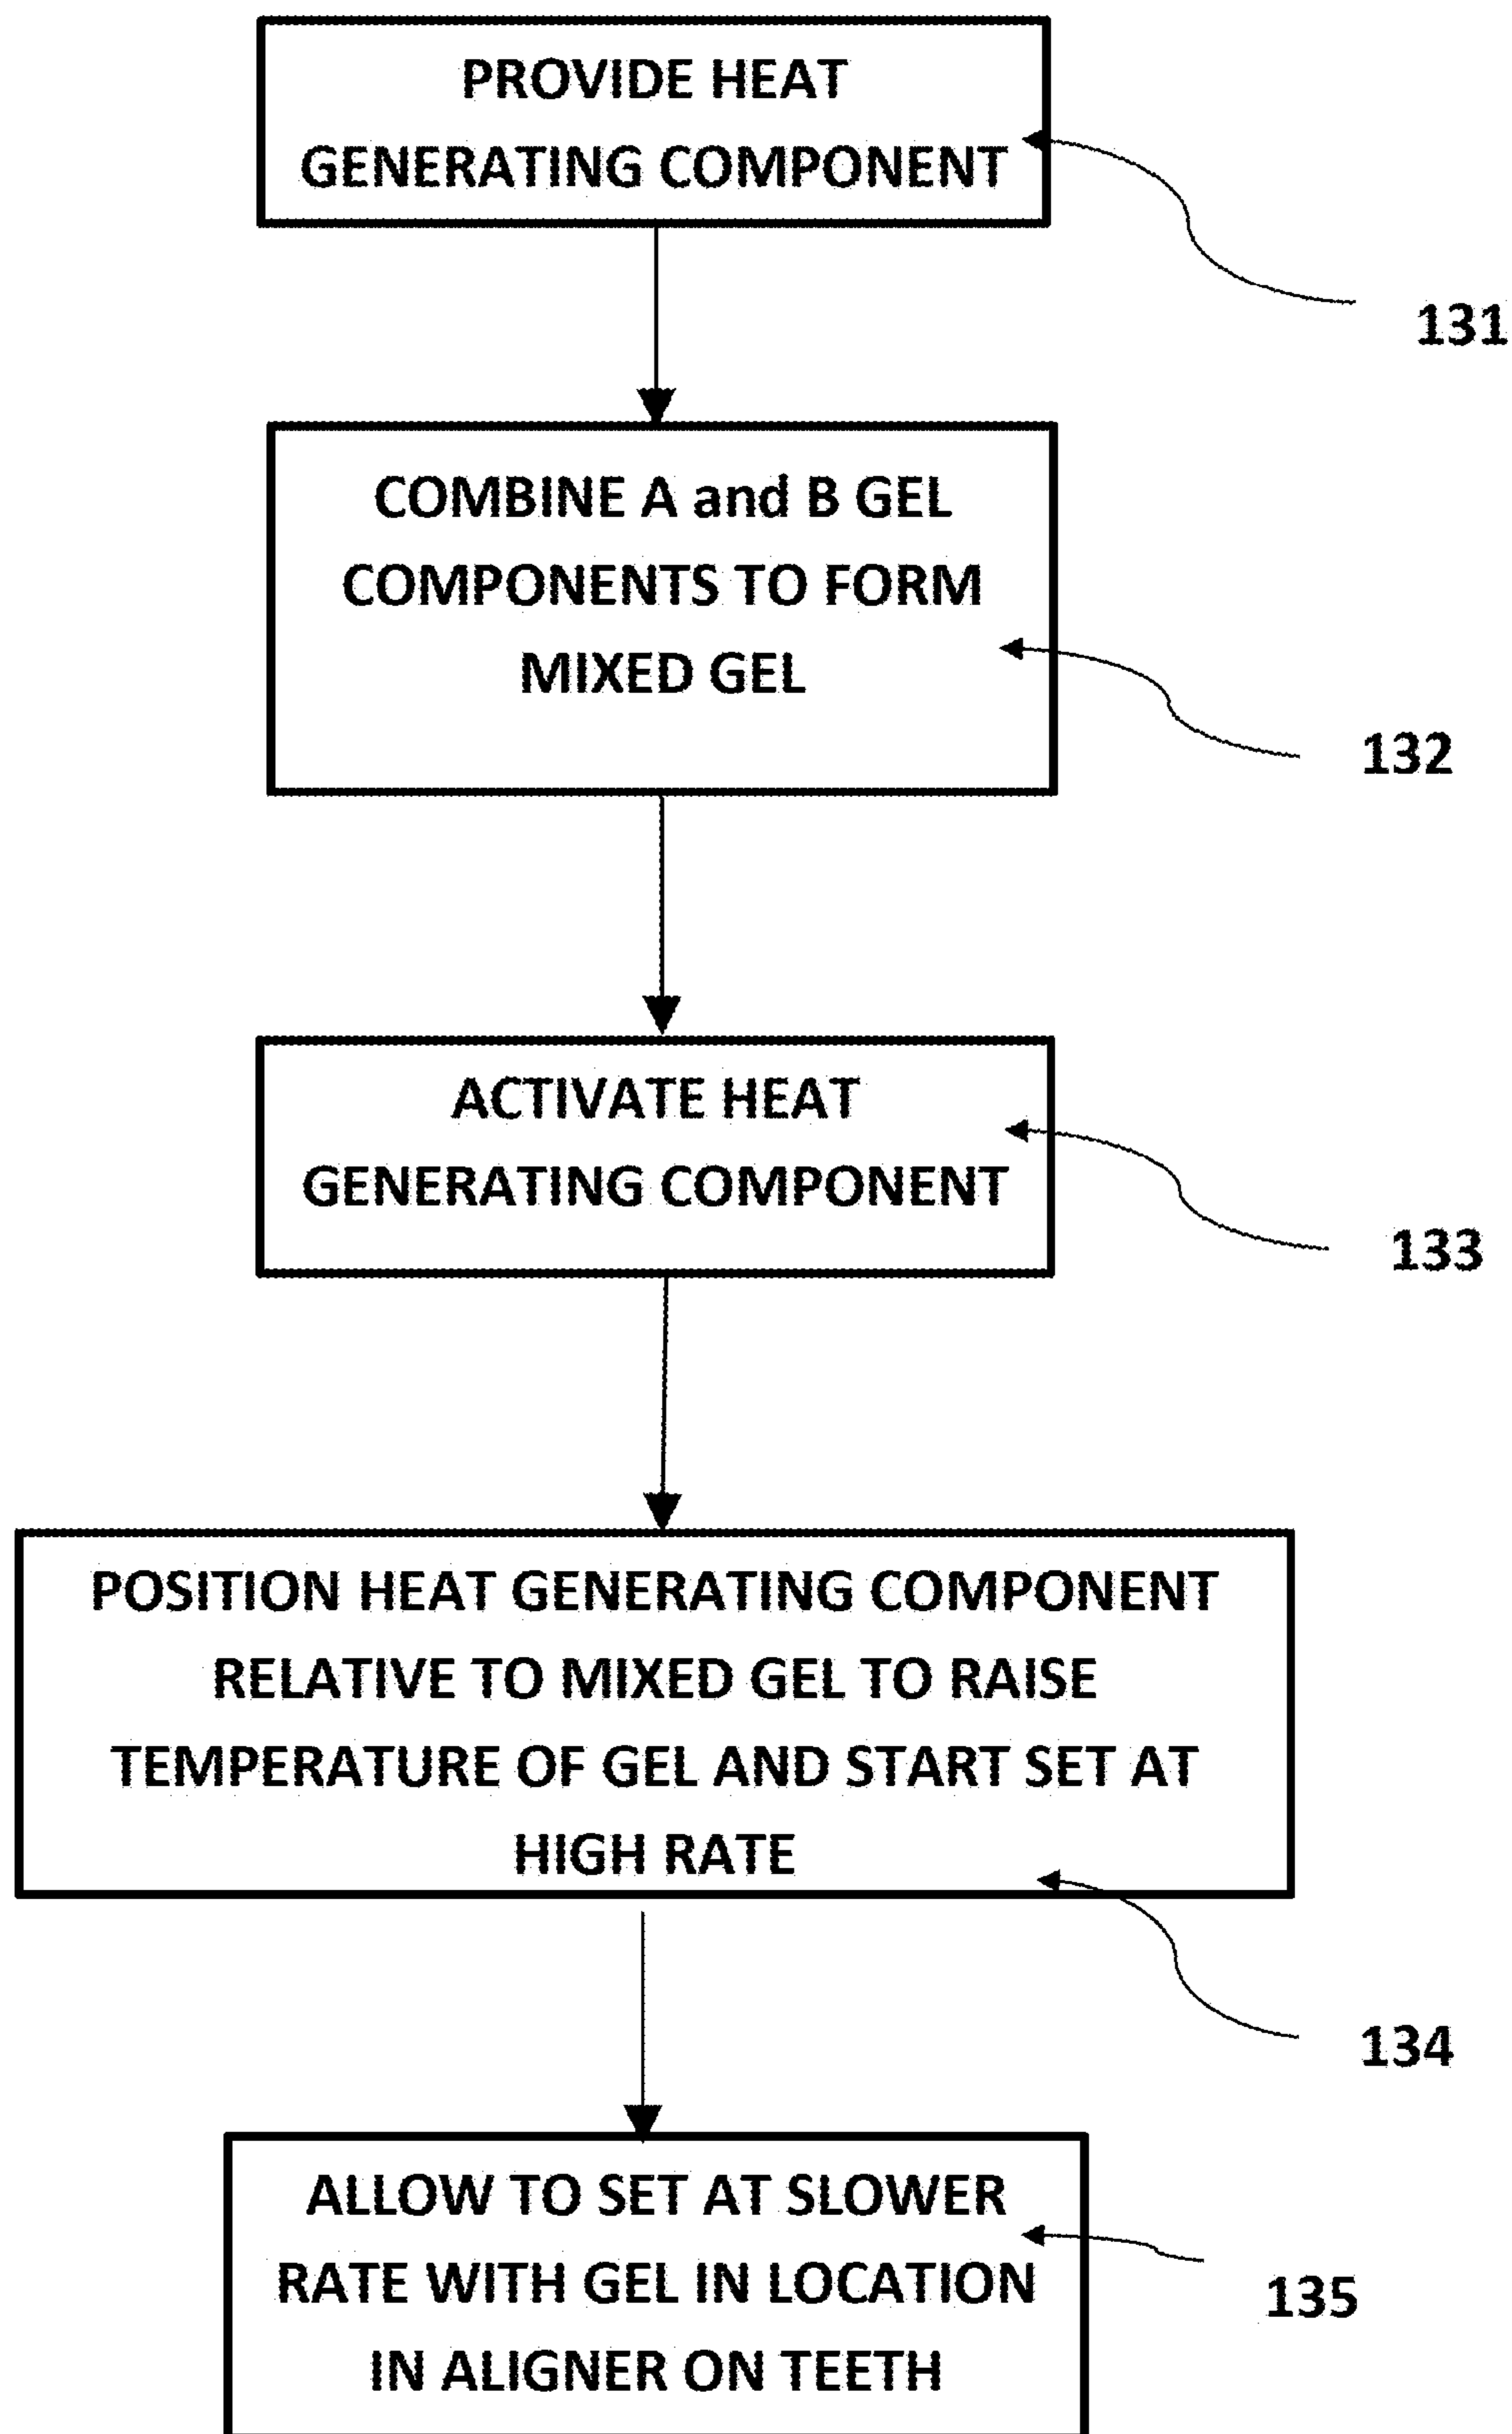 PROVIDE HEAT
GENERATING COMPONENT
131
COMBINE A and B GEL
COMPONENTS TO FORM
MIXED GEL
132
ACTIVATE HEAT
GENERATING COMPONENT
133
POSITION HEAT GENERATING COMPONENT
RELATIVE TO MIXED GEL TO RAISE
TEMPERATURE OF GEL AND START SET AT
HIGH RATE
134
ALLOW TO SET AT SLOWER
RATE WITH GEL IN LOCATION
IN ALIGNER ON TEETH
135